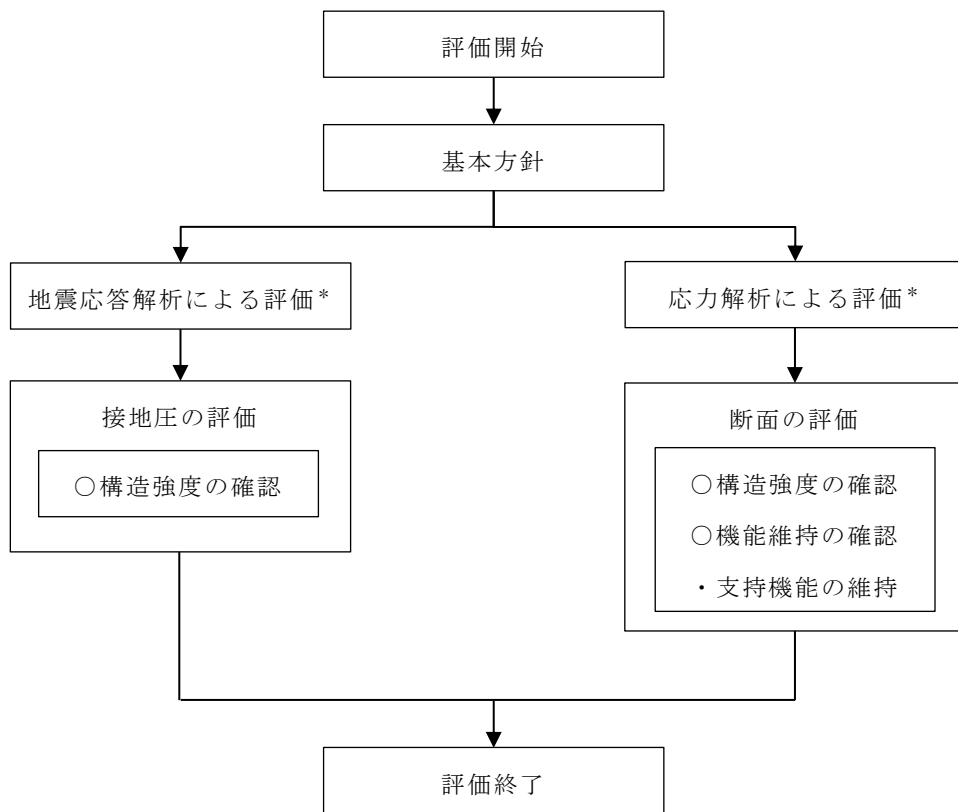 評価開始
基本方針
地震応答解析による評価*
応力解析による評価*
接地圧の評価
○構造強度の確認
断面の評価
○構造強度の確認
○機能維持の確認
・支持機能の維持
評価終了